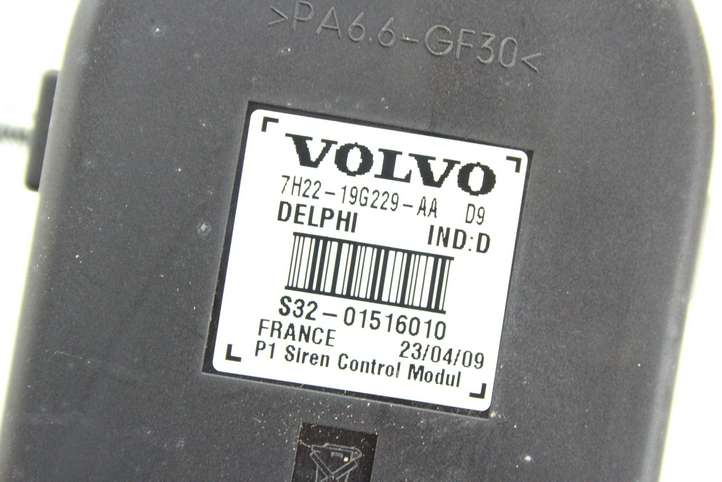 >PA6.6-GF30<
VOLVO
7H22-19G229-AA D9
DELPHI IND:D
S32-01516010
FRANCE 23/04/09
P1 Siren Control Modul